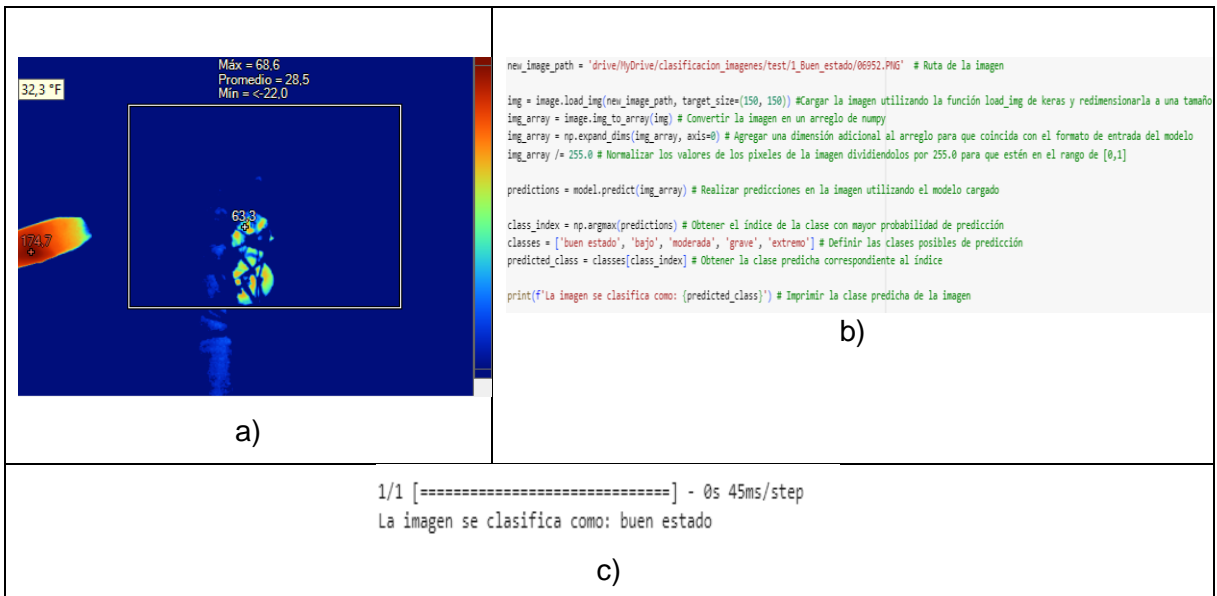 Máx = 68,6
Promedio = 28,5
Mín = <-22,0
32,3 °F
63,3
174,7
a)
new_image_path = 'drive/MyDrive/clasificacion_imagenes/test/1_Buen_estado/06952.PNG' # Ruta de la imagen
img = image.load_img(new_image_path, target_size=(150, 150)) #Cargar la imagen utilizando la función load_img de keras y redimensionarla a una tamaño
img_array = image.img_to_array(img) # Convertir la imagen en un arreglo de numpy
img_array = np.expand_dims(img_array, axis=0) # Agregar una dimensión adicional al arreglo para que coincida con el formato de entrada del modelo
img_array /= 255.0 # Normalizar los valores de los pixeles de la imagen dividiendolos por 255.0 para que estén en el rango de [0,1]
predictions = model.predict(img_array) # Realizar predicciones en la imagen utilizando el modelo cargado
class_index = np.argmax(predictions) # Obtener el índice de la clase con mayor probabilidad de predicción
classes = ['buen estado', 'bajo', 'moderada', 'grave', 'extremo'] # Definir las clases posibles de predicción
predicted_class = classes[class_index] # Obtener la clase predicha correspondiente al índice
print(f'La imagen se clasifica como: {predicted_class}') # Imprimir la clase predicha de la imagen
b)
1/1 [==============================] - 0s 45ms/step
La imagen se clasifica como: buen estado
c)